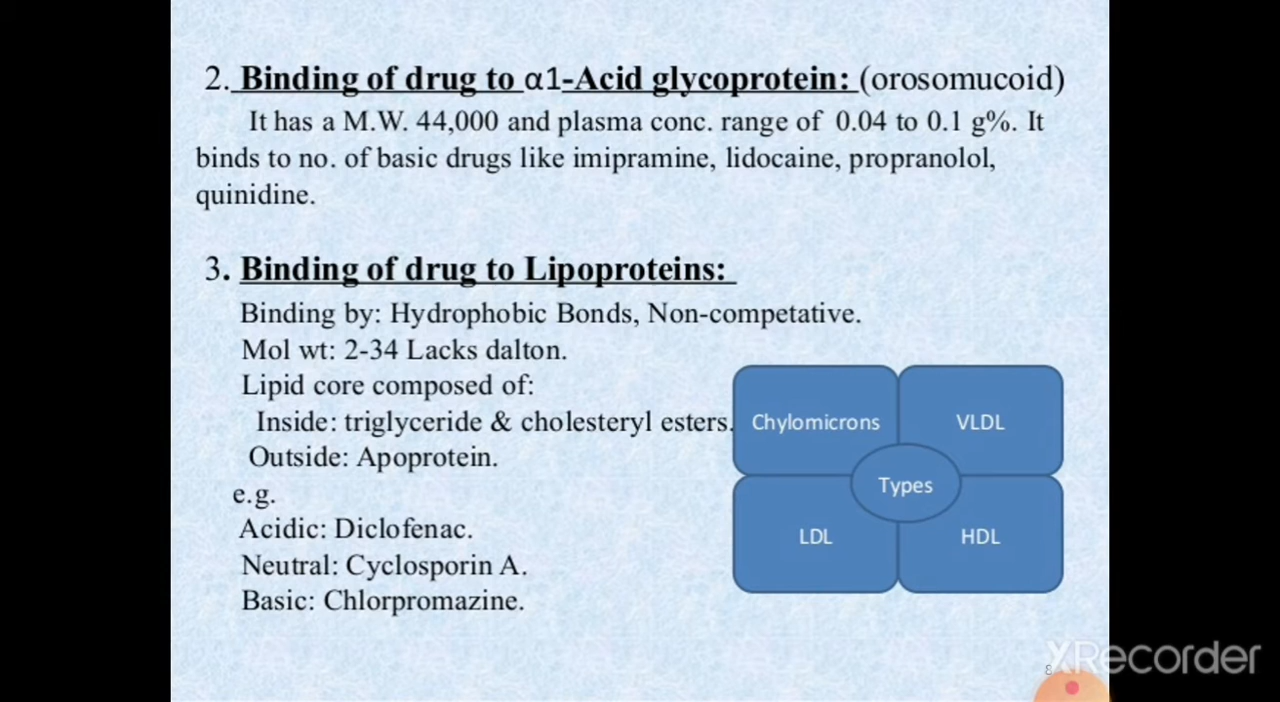 2. Binding of drug to α1-Acid glycoprotein: (orosomucoid)
It has a M.W. 44,000 and plasma conc. range of 0.04 to 0.1 g%. It
binds to no. of basic drugs like imipramine, lidocaine, propranolol,
quinidine.
3. Binding of drug to Lipoproteins:
Binding by: Hydrophobic Bonds, Non-competative.
Mol wt: 2-34 Lacks dalton.
Lipid core composed of:
Inside: triglyceride & cholesteryl esters.
Outside: Apoprotein.
e.g.
Acidic: Diclofenac.
Neutral: Cyclosporin A.
Basic: Chlorpromazine.
Chylomicrons
VLDL
Types
LDL
HDL
8
XRecorder